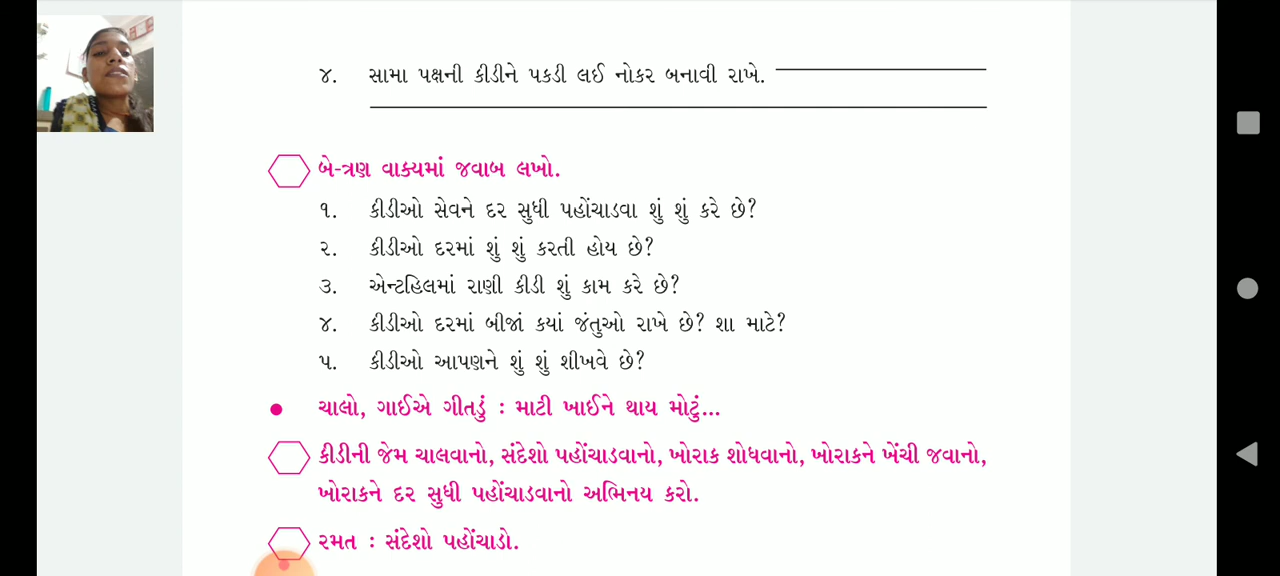 ૪. સામા પક્ષની કીડીને પકડી લઈ નોકર બનાવી રાખે.
બે-ત્રણ વાક્યમાં જવાબ લખો.
૧. કીડીઓ સેવને દર સુધી પહોંચાડવા શું શું કરે છે?
૨. કીડીઓ દરમાં શું શું કરતી હોય છે?
૩. એન્ટહિલમાં રાણી કીડી શું કામ કરે છે?
૪. કીડીઓ દરમાં બીજાં કયાં જંતુઓ રાખે છે? શા માટે?
૫. કીડીઓ આપણને શું શું શીખવે છે?
• ચાલો, ગાઈએ ગીતડું : માટી ખાઈને થાય મોટું...
કીડીની જેમ ચાલવાનો, સંદેશો પહોંચાડવાનો, ખોરાક શોધવાનો, ખોરાકને ખેંચી જવાનો,
ખોરાકને દર સુધી પહોંચાડવાનો અભિનય કરો.
રમત : સંદેશો પહોંચાડો.